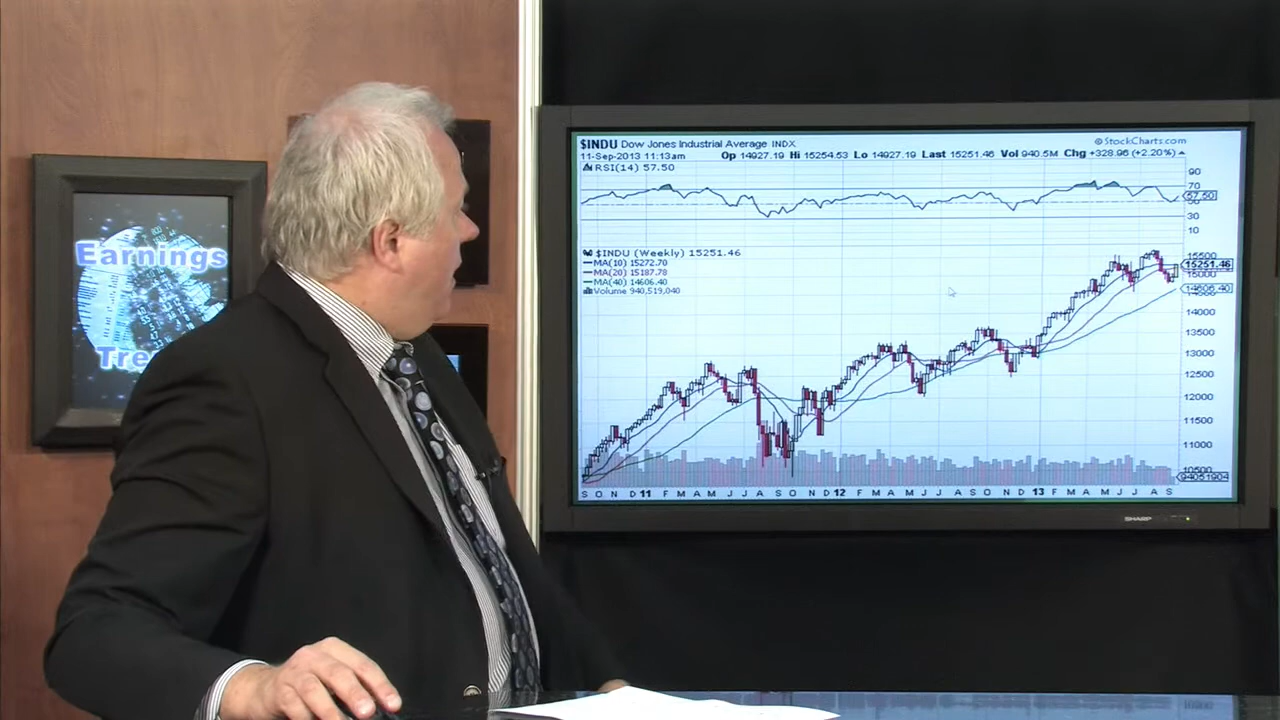 Earnings
Tre
$INDU Dow Jones Industrial Average INDX
© StockCharts.com
11-Sep-2013 11:13am
Op 14927.19 Hi 15254.53 Lo 14927.19 Last 15251.46 Vol 940.5M Chg +328.96 (+2.20%)
RSI(14) 57.50
90
70
57.50
30
10
$INDU (Weekly) 15251.46
MA(10) 15272.70
MA(20) 15187.78
MA(40) 14606.40
Volume 940,519,040
15500
15251.46
15000
14606.40
14000
13500
13000
12500
12000
11500
11000
10500
94051904
S O N D 11 F M A M J J A S O N D 12 F M A M J J A S O N D 13 F M A M J J A S
SHARP